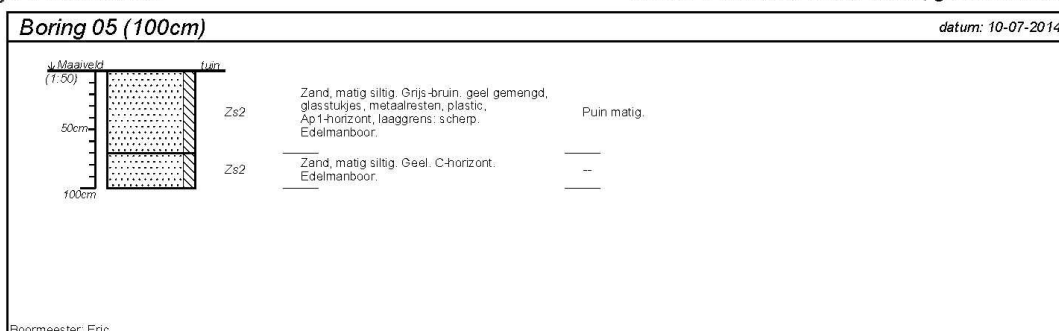 Boring 05 (100cm)
datum: 10-07-2014
Maaiveld
tuin
(1:50)
Zs2
Zand, matig siltig. Grijs-bruin. geel gemengd,
glasstukjes, metaalresten, plastic,
Ap1-horizont, laaggrens: scherp.
Edelmanboor.
Puin matig.
50cm
Zs2
Zand, matig siltig. Geel. C-horizont.
Edelmanboor.
--
100cm
Boormeester: Eric